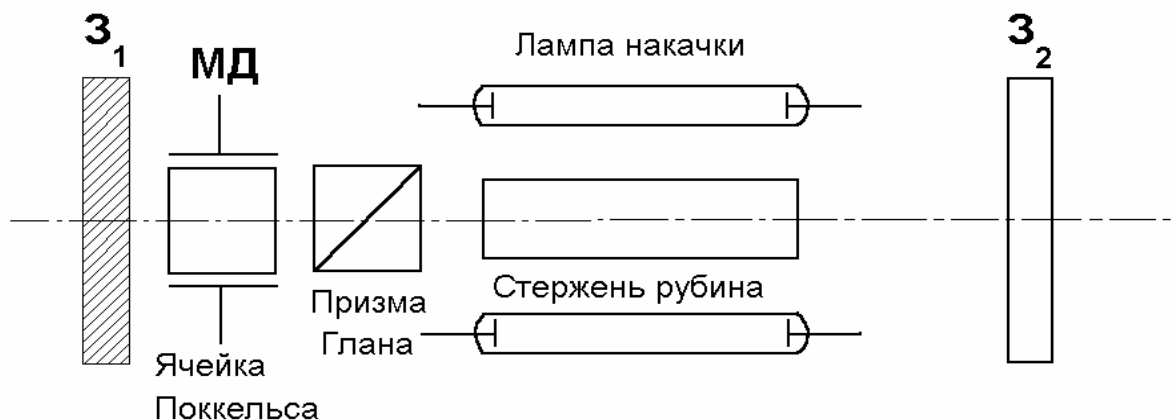 З1
МД
Лампа накачки
З2
Призма
Глана
Стержень рубина
Ячейка
Поккельса